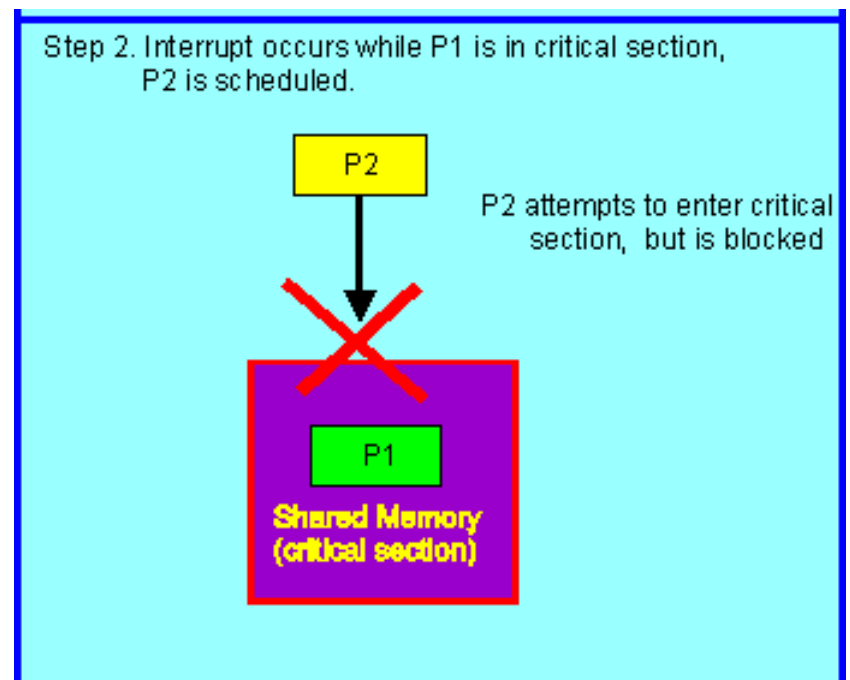 Step 2. Interrupt occurs while P1 is in critical section,
P2 is scheduled.
P2
P2 attempts to enter critical
section, but is blocked
P1
Shared Memory
(critical section)